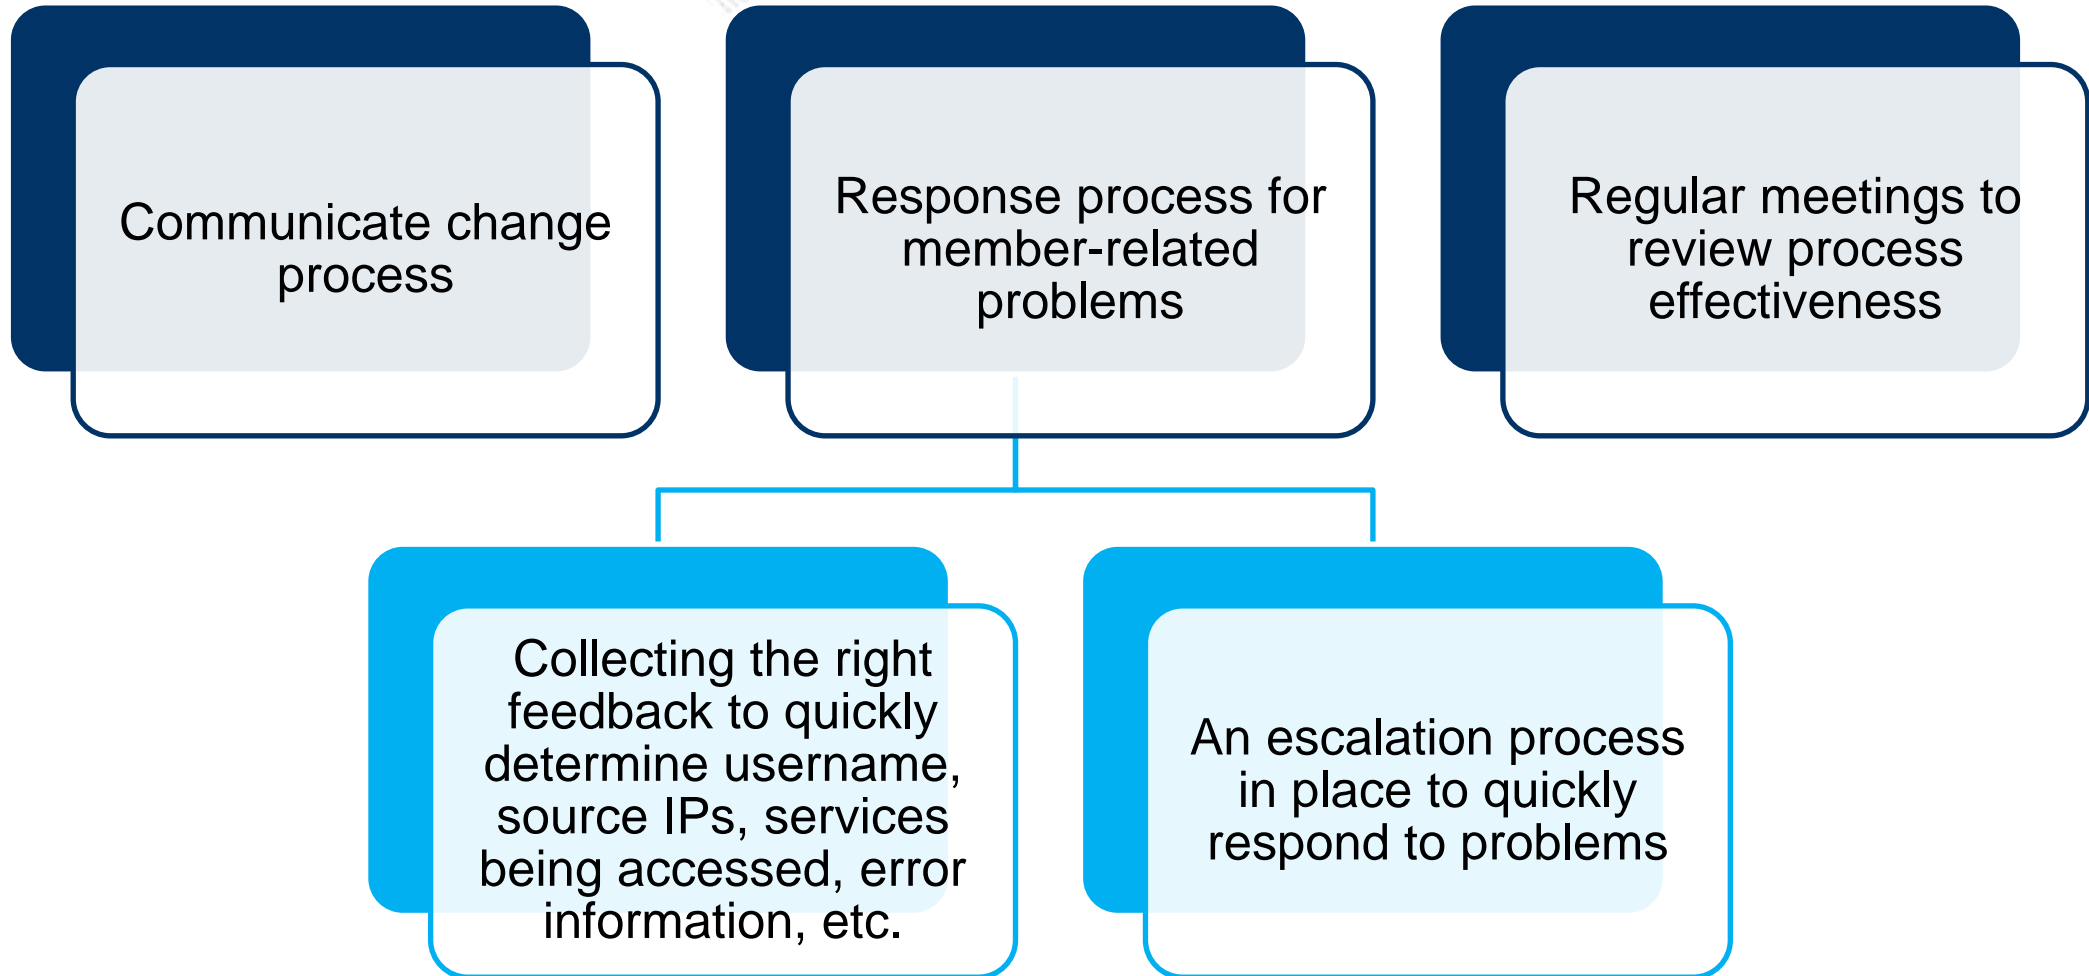 Communicate change
process
Response process for
member-related
problems
Regular meetings to
review process
effectiveness
Collecting the right
feedback to quickly
determine username,
source IPs, services
being accessed, error
information, etc.
An escalation process
in place to quickly
respond to problems